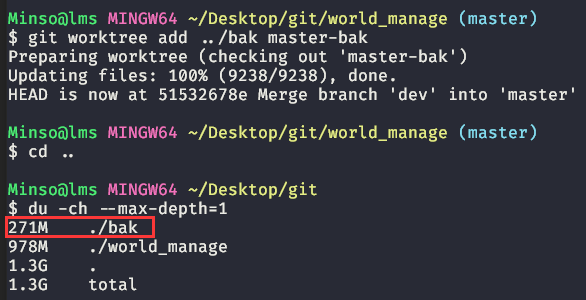 Minso@lms MINGW64 ~/Desktop/git/world_manage (master)
$ git worktree add ../bak master-bak
Preparing worktree (checking out 'master-bak')
Updating files: 100% (9238/9238), done.
HEAD is now at 51532678e Merge branch 'dev' into 'master'
Minso@lms MINGW64 ~/Desktop/git/world_manage (master)
$ cd ..
Minso@lms MINGW64 ~/Desktop/git
$ du -ch --max-depth=1
271M    ./bak
978M    ./world_manage
1.3G    .
1.3G    total